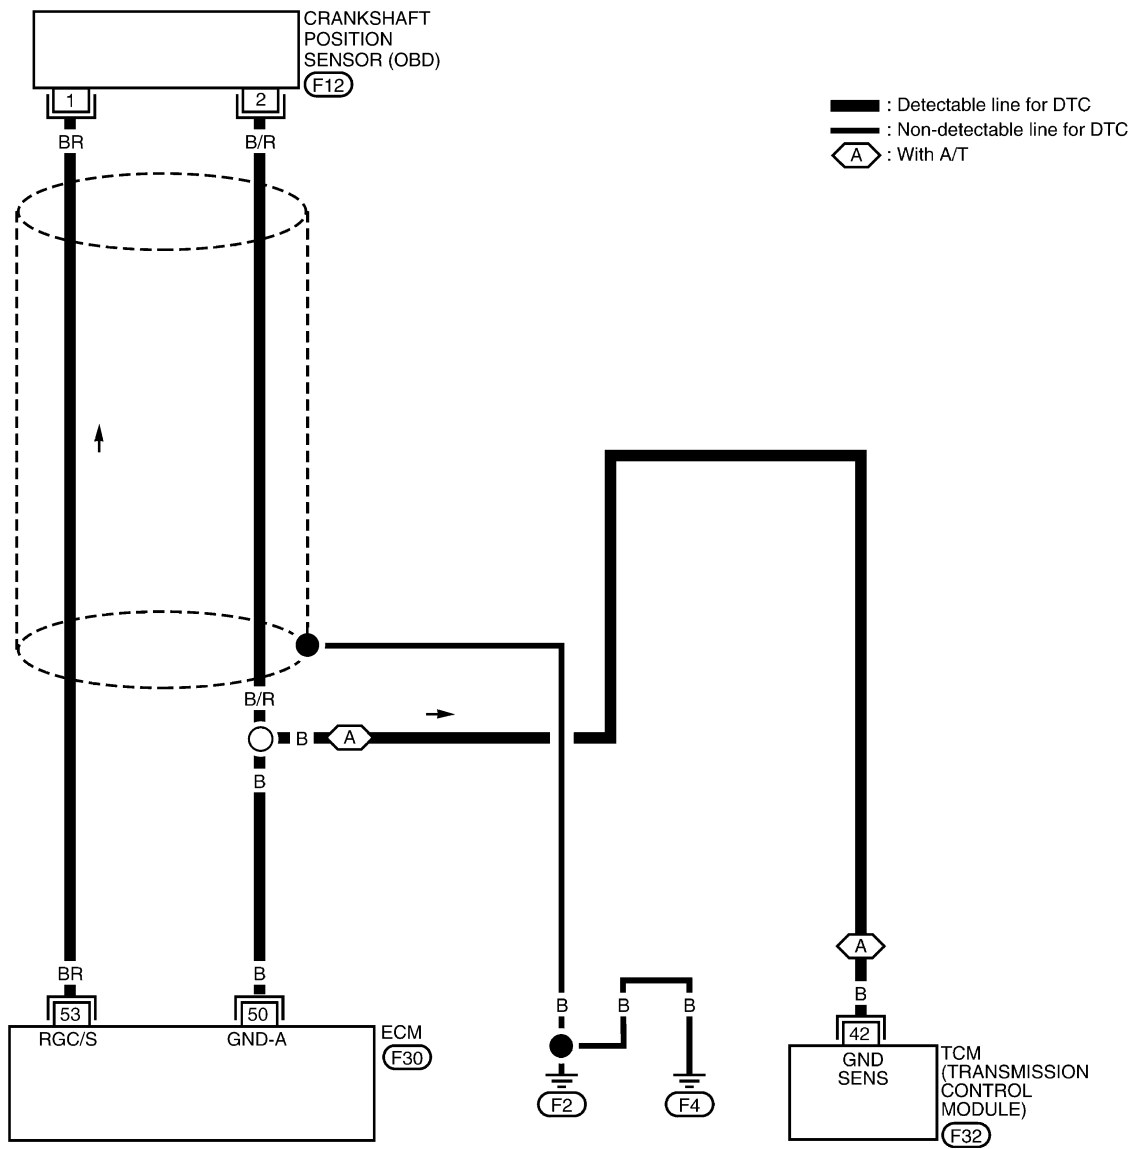 CRANKSHAFT
POSITION
SENSOR (OBD)
F12
1
2
BR
B/R
: Detectable line for DTC
: Non-detectable line for DTC
A : With A/T
B/R
B
A
B
A
BR
B
B
B
B
B
53
50
42
RGC/S
GND-A
ECM
F30
GND
SENS
TCM
(TRANSMISSION
CONTROL
MODULE)
F32
F2
F4